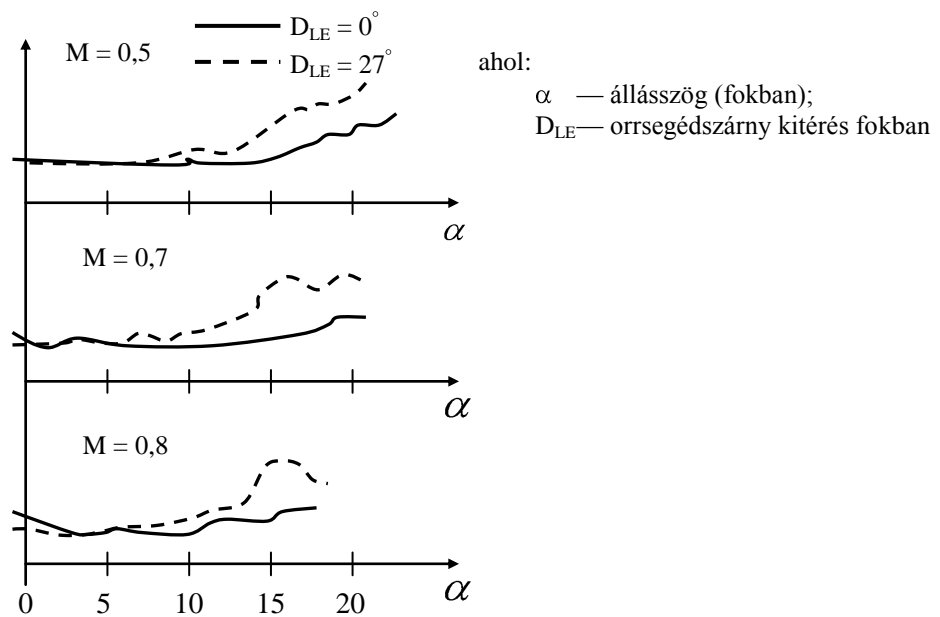 D_LE = 0°
M = 0,5
D_LE = 27°
ahol:
α — állásszög (fokban);
D_LE— orrsegédszárny kitérés fokban
α
M = 0,7
α
M = 0,8
α
0 5 10 15 20